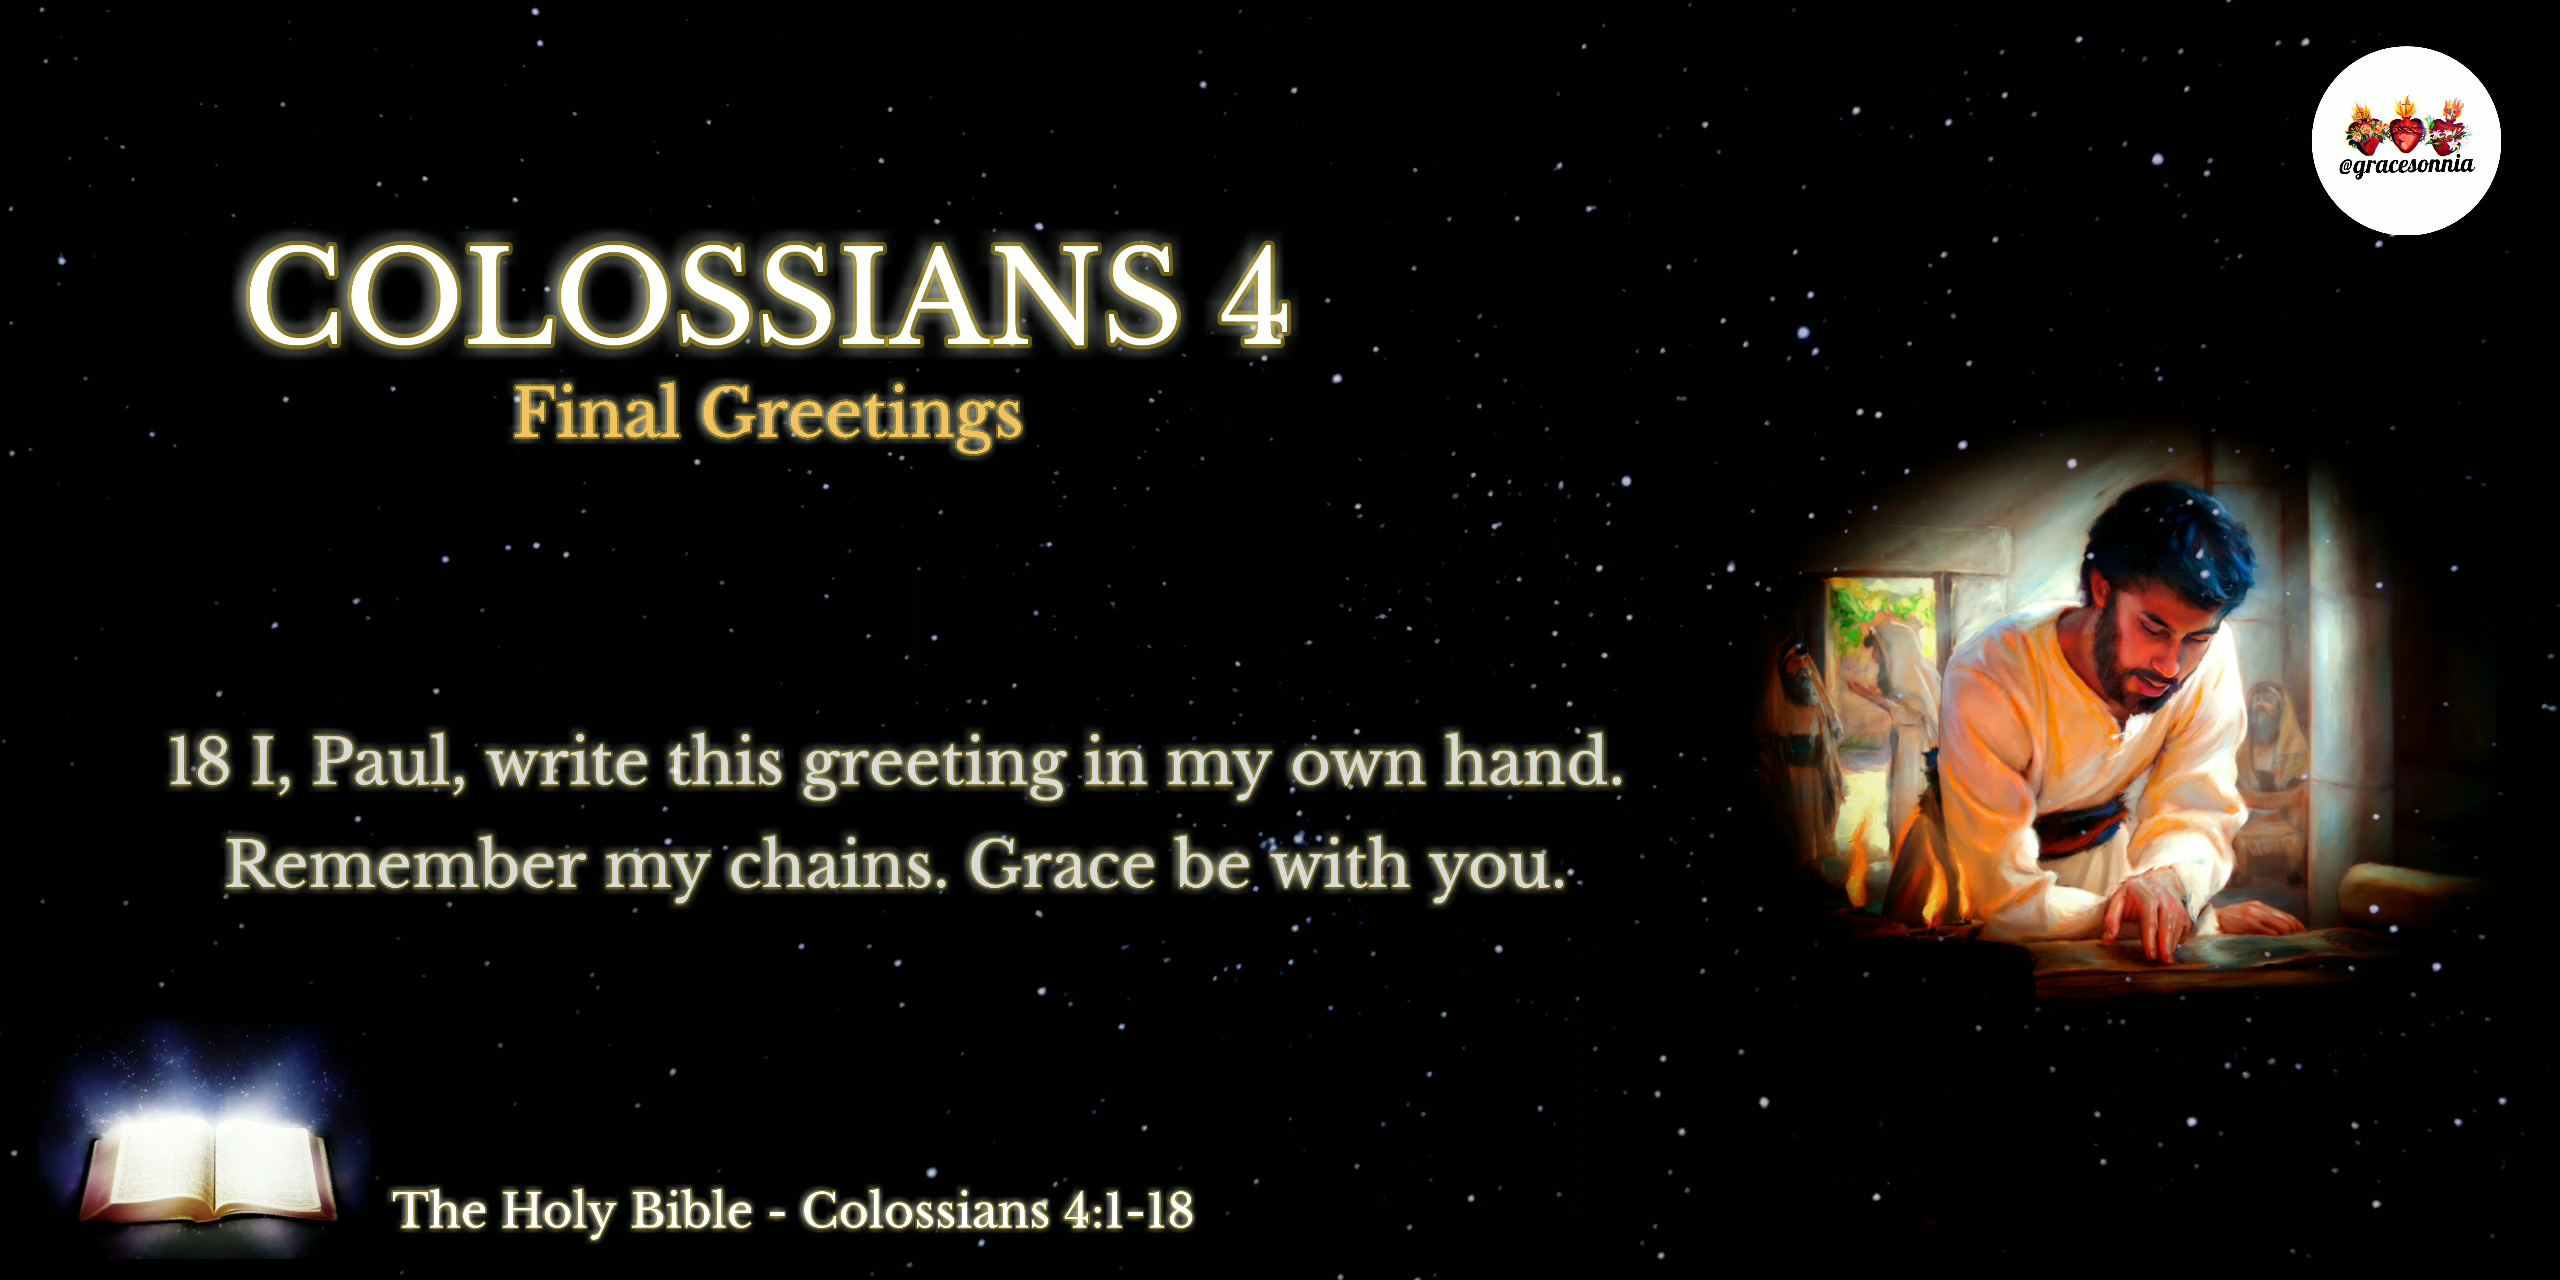 @gracesonnia
COLOSSIANS 4
Final Greetings
18 I, Paul, write this greeting in my own hand.
Remember my chains. Grace be with you.
The Holy Bible - Colossians 4:1-18